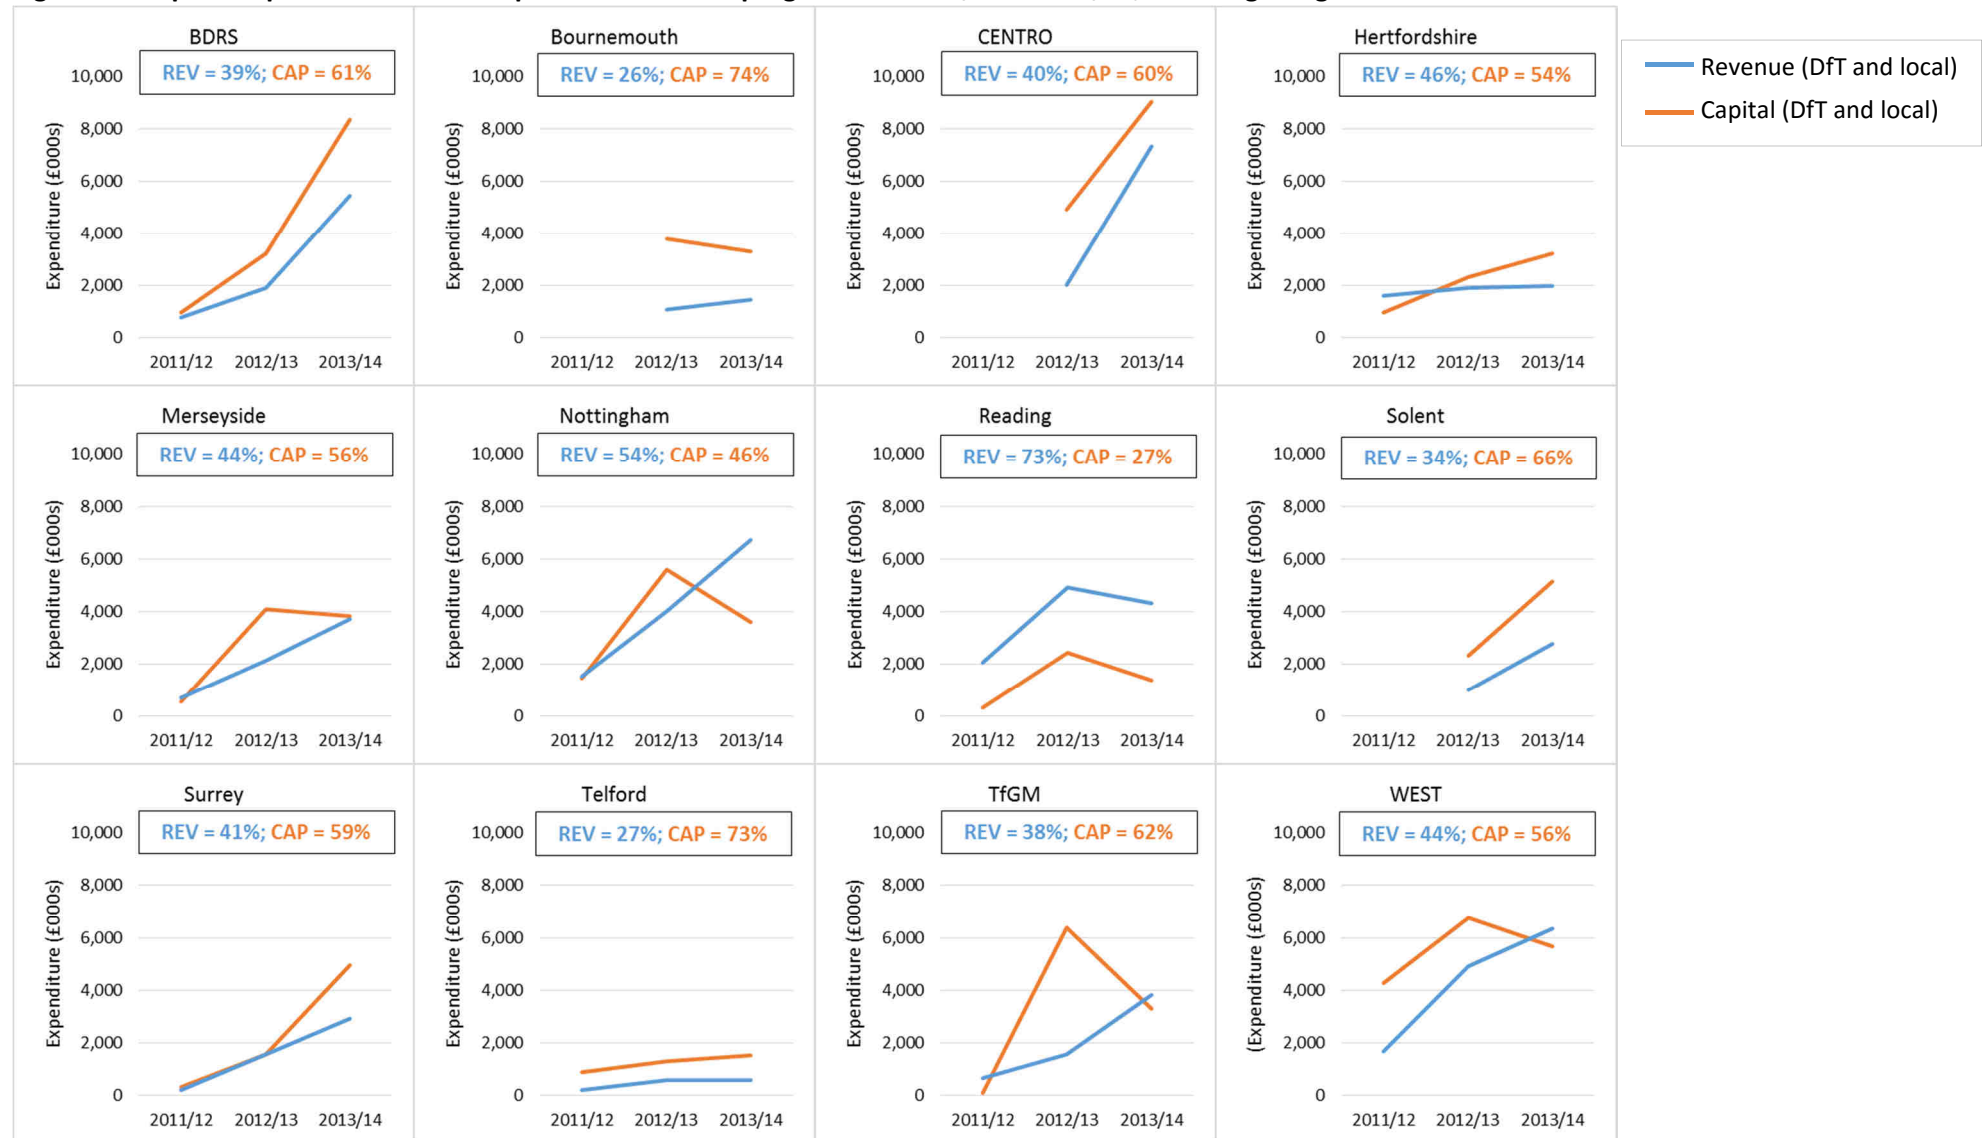 BDRS
REV = 39%; CAP = 61%
10,000
8,000
6,000
4,000
2,000
0
Expenditure (£000s)
2011/12 2012/13 2013/14
Bournemouth
REV = 26%; CAP = 74%
10,000
8,000
6,000
4,000
2,000
0
Expenditure (£000s)
2011/12 2012/13 2013/14
CENTRO
REV = 40%; CAP = 60%
10,000
8,000
6,000
4,000
2,000
0
Expenditure (£000s)
2011/12 2012/13 2013/14
Hertfordshire
REV = 46%; CAP = 54%
10,000
8,000
6,000
4,000
2,000
0
Expenditure (£000s)
2011/12 2012/13 2013/14
Revenue (DfT and local)
Capital (DfT and local)
Merseyside
REV = 44%; CAP = 56%
10,000
8,000
6,000
4,000
2,000
0
Expenditure (£000s)
2011/12 2012/13 2013/14
Nottingham
REV = 54%; CAP = 46%
10,000
8,000
6,000
4,000
2,000
0
Expenditure (£000s)
2011/12 2012/13 2013/14
Reading
REV = 73%; CAP = 27%
10,000
8,000
6,000
4,000
2,000
0
Expenditure (£000s)
2011/12 2012/13 2013/14
Solent
REV = 34%; CAP = 66%
10,000
8,000
6,000
4,000
2,000
0
Expenditure (£000s)
2011/12 2012/13 2013/14
Surrey
REV = 41%; CAP = 59%
10,000
8,000
6,000
4,000
2,000
0
Expenditure (£000s)
2011/12 2012/13 2013/14
Telford
REV = 27%; CAP = 73%
10,000
8,000
6,000
4,000
2,000
0
Expenditure (£000s)
2011/12 2012/13 2013/14
TfGM
REV = 38%; CAP = 62%
10,000
8,000
6,000
4,000
2,000
0
Expenditure (£000s)
2011/12 2012/13 2013/14
WEST
REV = 44%; CAP = 56%
10,000
8,000
6,000
4,000
2,000
0
(Expenditure (£000s)
2011/12 2012/13 2013/14